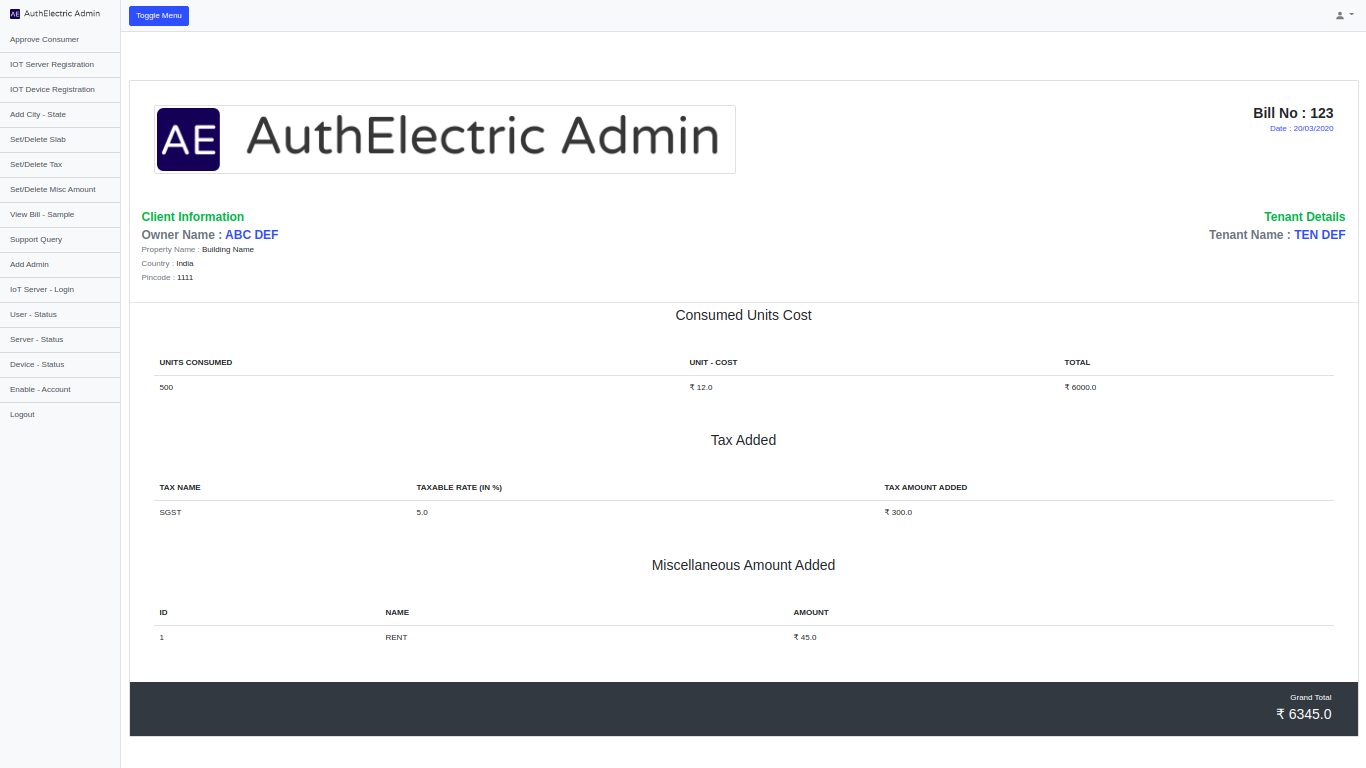 AE AuthElectric Admin
Toggle Menu
Approve Consumer
IOT Server Registration
IOT Device Registration
Add City - State
Set/Delete Slab
Set/Delete Tax
Set/Delete Misc Amount
View Bill - Sample
Support Query
Add Admin
IoT Server - Login
User - Status
Server - Status
Device - Status
Enable - Account
Logout
AE AuthElectric Admin
Bill No : 123
Date : 20/03/2020
Client Information
Owner Name : ABC DEF
Property Name : Building Name
Country : India
Pincode : 1111
Tenant Details
Tenant Name : TEN DEF
Consumed Units Cost
UNITS CONSUMED UNIT - COST TOTAL
500 ₹ 12.0 ₹ 6000.0
Tax Added
TAX NAME TAXABLE RATE (IN %) TAX AMOUNT ADDED
SGST 5.0 ₹ 300.0
Miscellaneous Amount Added
ID NAME AMOUNT
1 RENT ₹ 45.0
Grand Total
₹ 6345.0